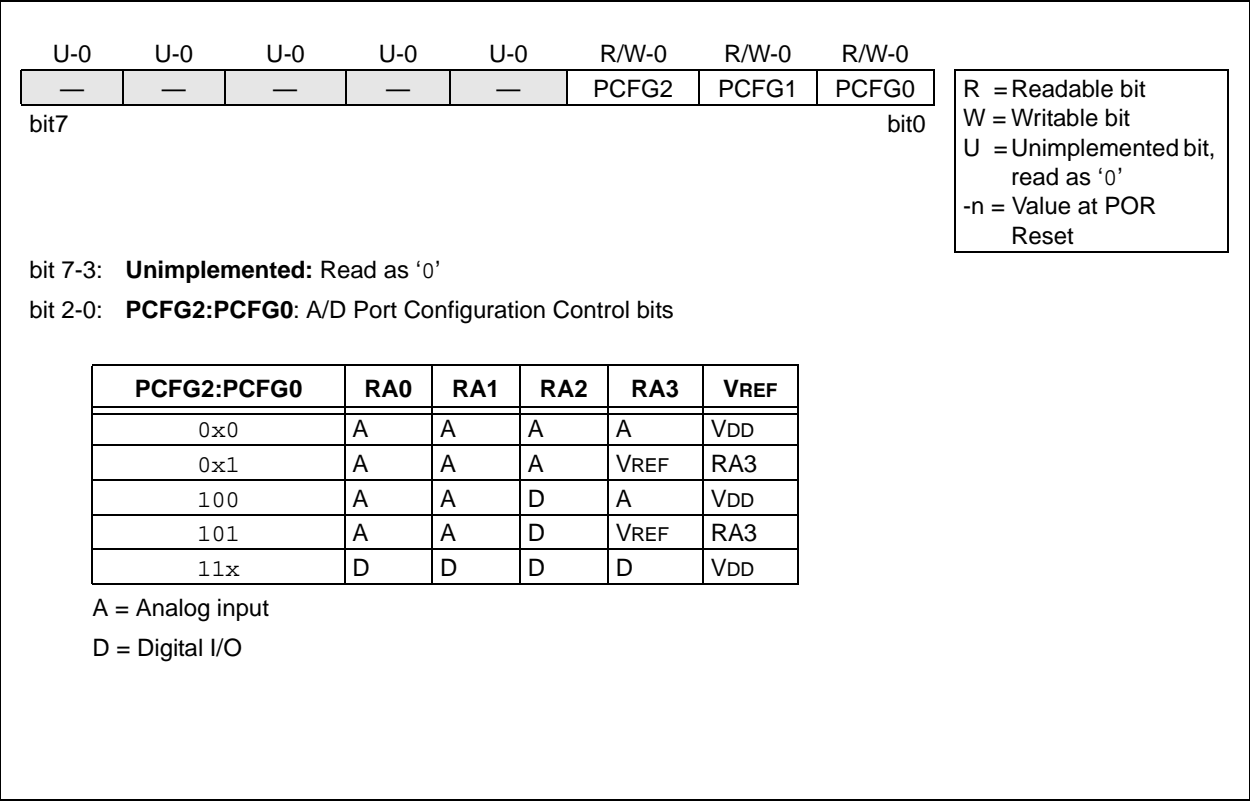 U-0 U-0 U-0 U-0 U-0 R/W-0 R/W-0 R/W-0
— — — — — PCFG2 PCFG1 PCFG0
bit7 bit0
R = Readable bit
W = Writable bit
U = Unimplemented bit,
read as ‘0’
-n = Value at POR
Reset
bit 7-3: Unimplemented: Read as ‘0’
bit 2-0: PCFG2:PCFG0: A/D Port Configuration Control bits
PCFG2:PCFG0 RA0 RA1 RA2 RA3 VREF
0x0 A A A A VDD
0x1 A A A VREF RA3
100 A A D A VDD
101 A A D VREF RA3
11x D D D D VDD
A = Analog input
D = Digital I/O